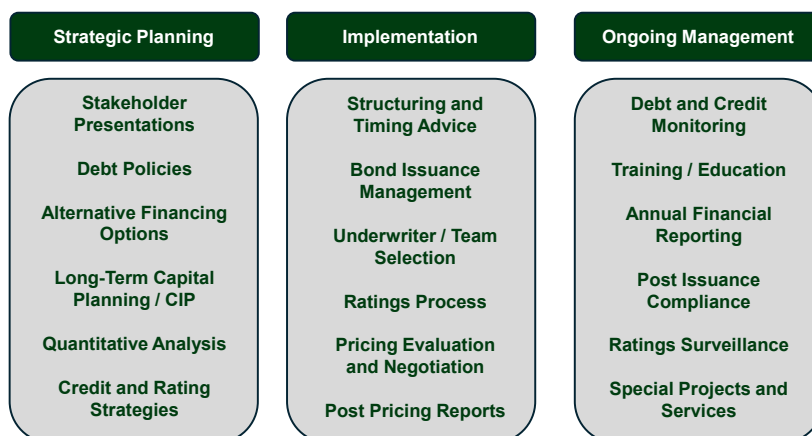 Strategic Planning
Stakeholder
Presentations
Debt Policies
Alternative Financing
Options
Long-Term Capital
Planning / CIP
Quantitative Analysis
Credit and Rating
Strategies
Implementation
Structuring and
Timing Advice
Bond Issuance
Management
Underwriter / Team
Selection
Ratings Process
Pricing Evaluation
and Negotiation
Post Pricing Reports
Ongoing Management
Debt and Credit
Monitoring
Training / Education
Annual Financial
Reporting
Post Issuance
Compliance
Ratings Surveillance
Special Projects and
Services